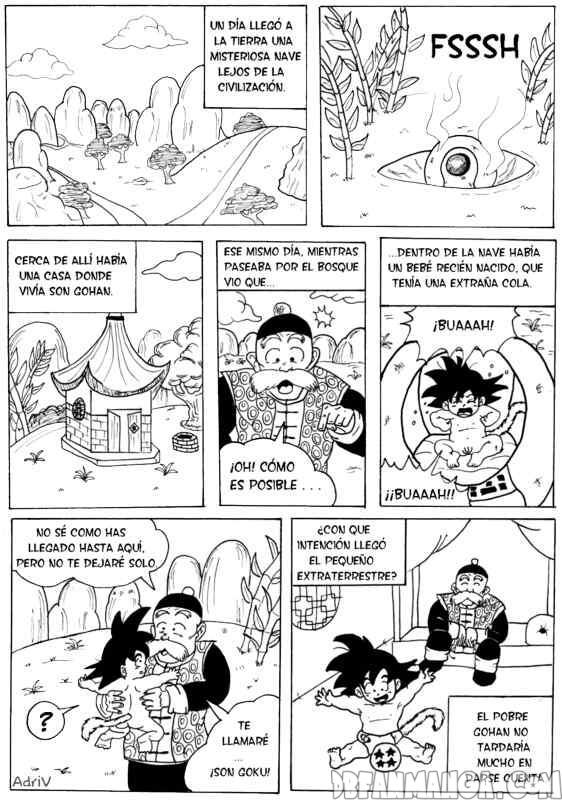 UN DÍA LLEGÓ A
LA TIERRA UNA
MISTERIOSA NAVE
LEJOS DE LA
CIVILIZACIÓN.
FSSSH
CERCA DE ALLÍ HABÍA
UNA CASA DONDE
VIVÍA SON GOHAN.
ESE MISMO DÍA, MIENTRAS
PASEABA POR EL BOSQUE
VIO QUE...
¡OH! CÓMO
ES POSIBLE . . .
...DENTRO DE LA NAVE HABÍA
UN BEBÉ RECIÉN NACIDO, QUE
TENÍA UNA EXTRAÑA COLA.
¡BUAAAH!
¡¡BUAAAH!!
NO SÉ COMO HAS
LLEGADO HASTA AQUÍ,
PERO NO TE DEJARÉ SOLO.
?
TE
LLAMARÉ
...
¡SON GOKU!
AdriV
¿CON QUE
INTENCIÓN LLEGÓ
EL PEQUEÑO
EXTRATERRESTRE?
EL POBRE
GOHAN NO
TARDARÍA
MUCHO EN
DARSE CUENTA
DBFANMANGA.COM